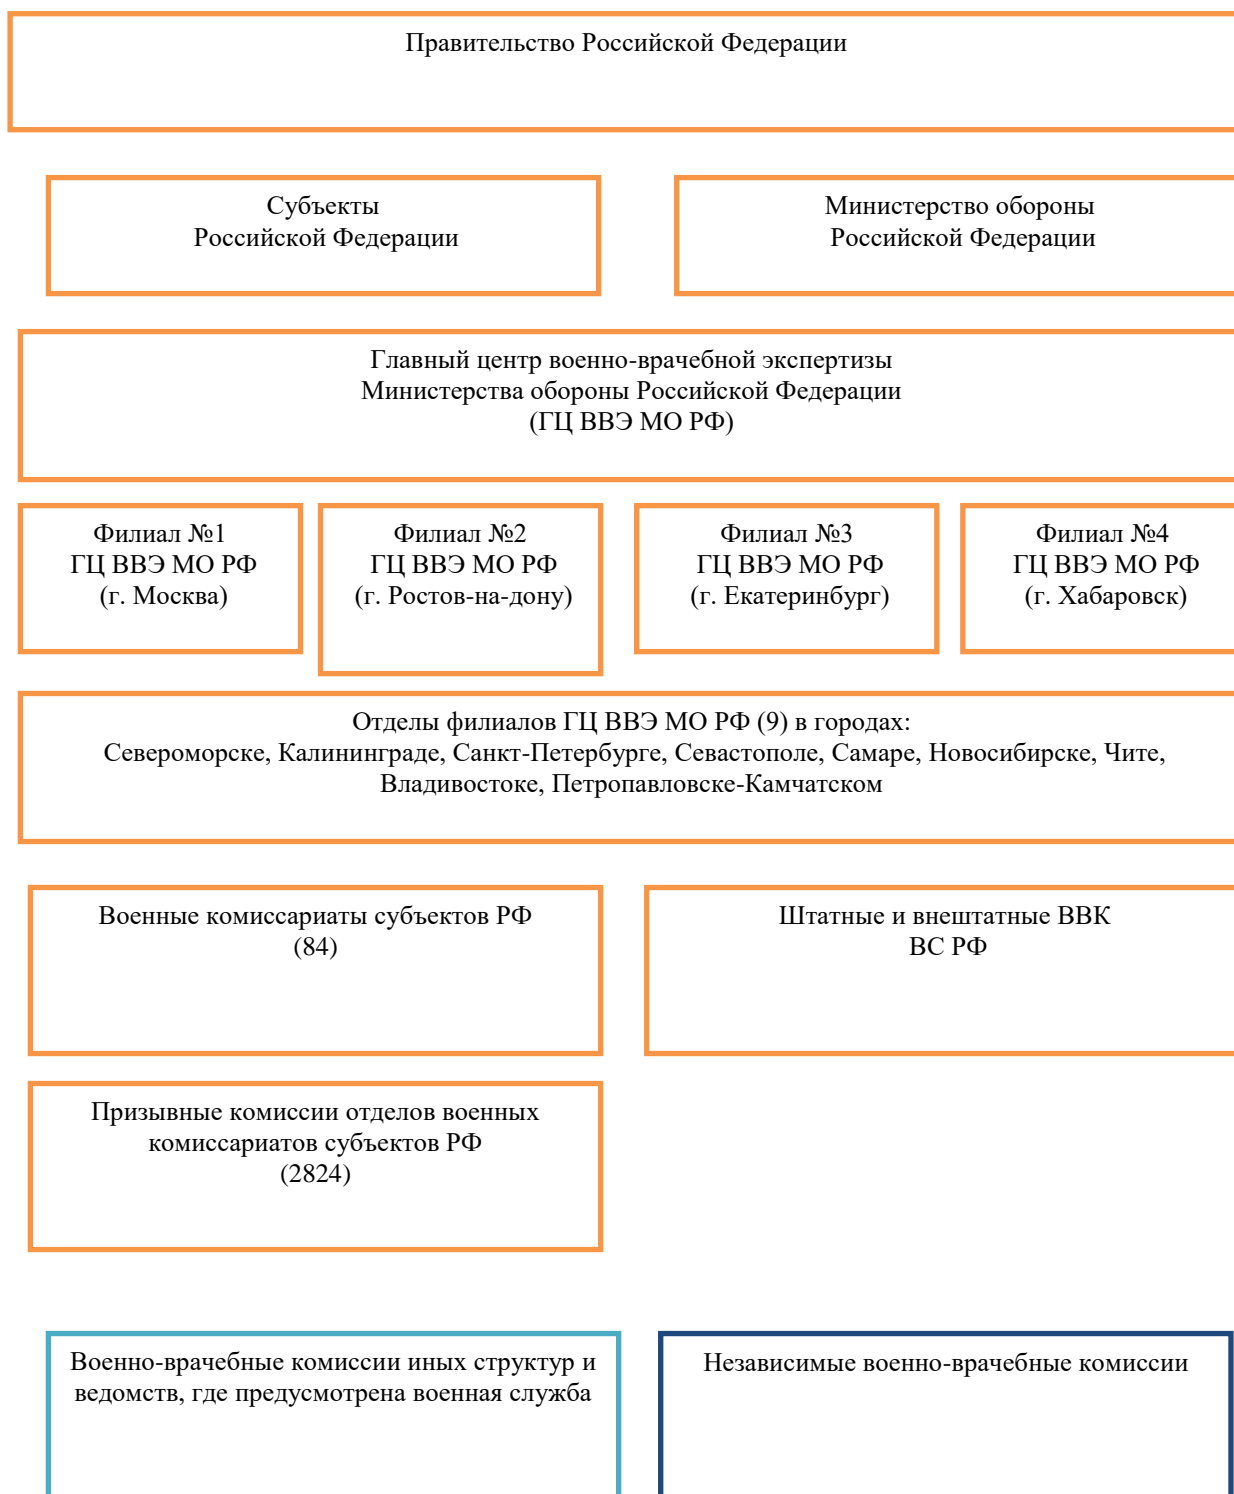 Правительство Российской Федерации
Субъекты
Российской Федерации
Министерство обороны
Российской Федерации
Главный центр военно-врачебной экспертизы
Министерства обороны Российской Федерации
(ГЦ ВВЭ МО РФ)
Филиал №1
ГЦ ВВЭ МО РФ
(г. Москва)
Филиал №2
ГЦ ВВЭ МО РФ
(г. Ростов-на-дону)
Филиал №3
ГЦ ВВЭ МО РФ
(г. Екатеринбург)
Филиал №4
ГЦ ВВЭ МО РФ
(г. Хабаровск)
Отделы филиалов ГЦ ВВЭ МО РФ (9) в городах:
Североморске, Калининграде, Санкт-Петербурге, Севастополе, Самаре, Новосибирске, Чите,
Владивостоке, Петропавловске-Камчатском
Военные комиссариаты субъектов РФ
(84)
Штатные и внештатные ВВК
ВС РФ
Призывные комиссии отделов военных
комиссариатов субъектов РФ
(2824)
Военно-врачебные комиссии иных структур и
ведомств, где предусмотрена военная служба
Независимые военно-врачебные комиссии